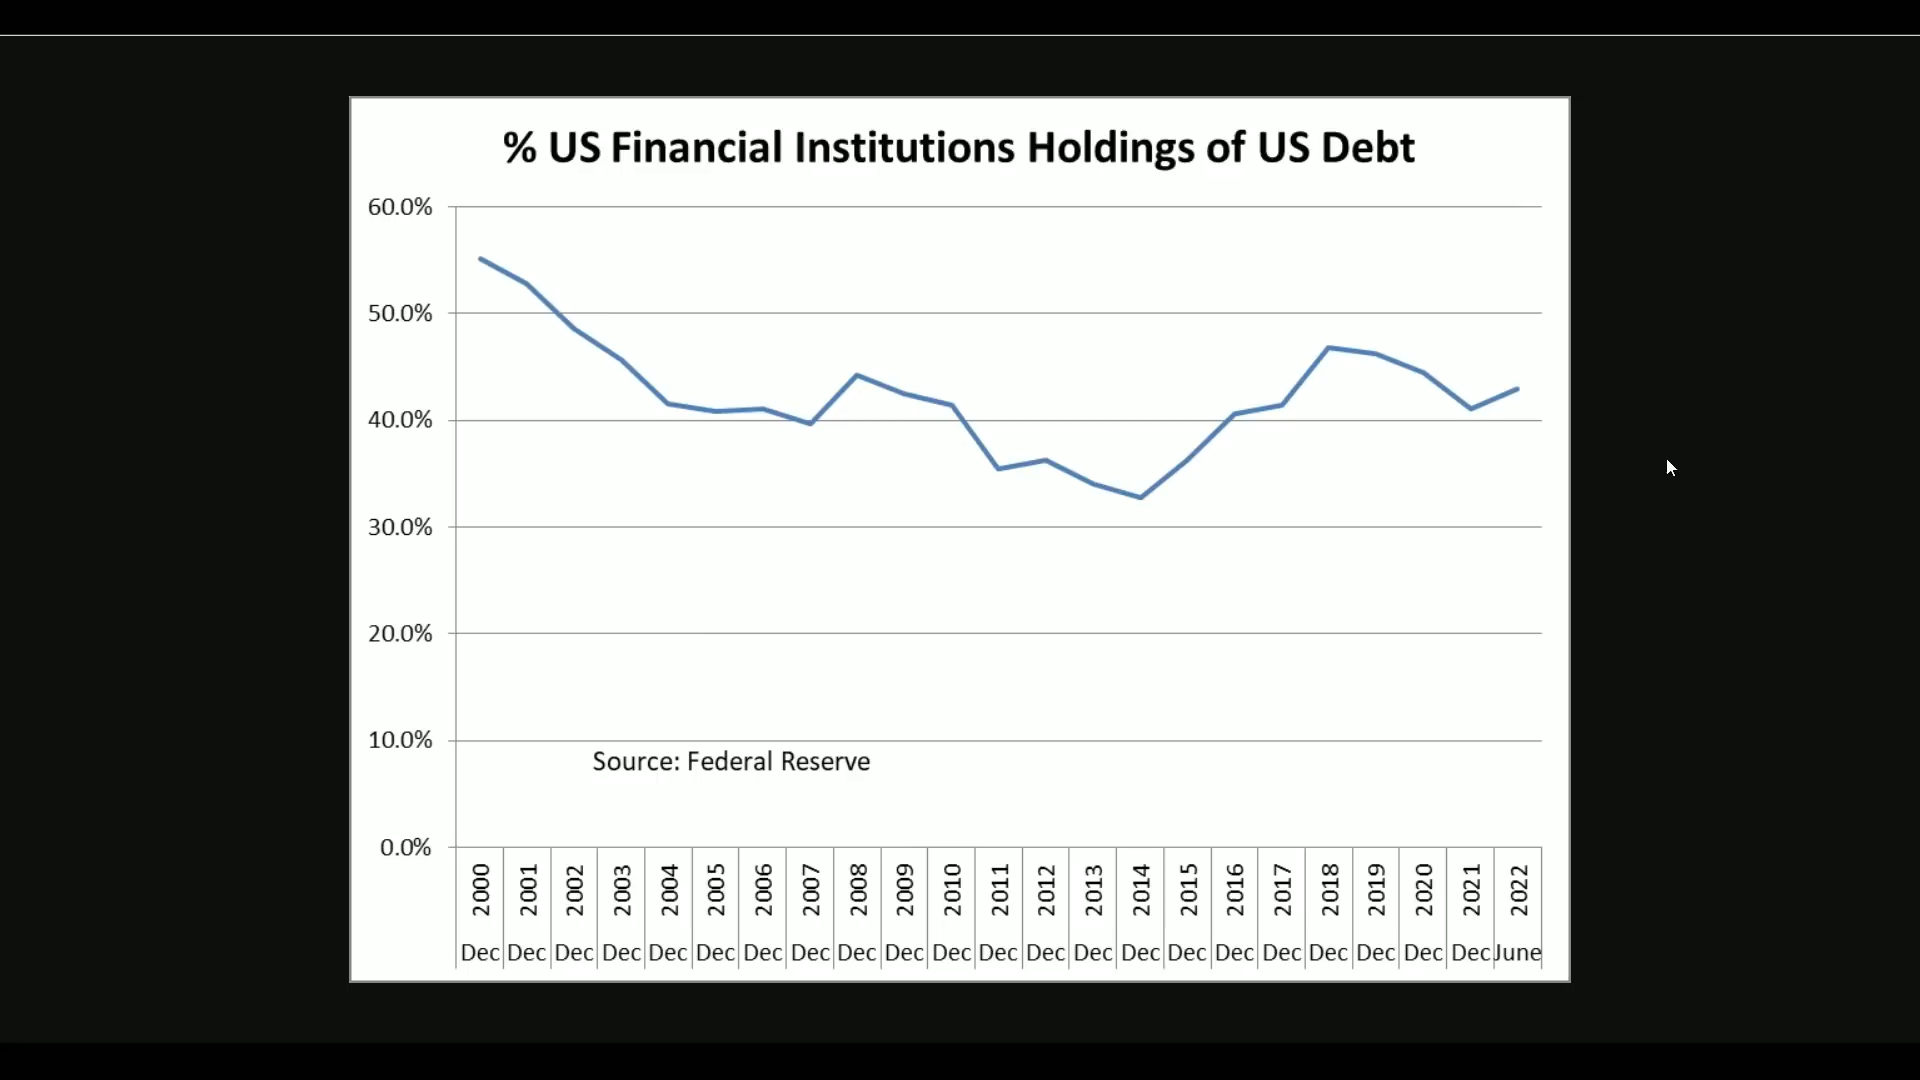 % US Financial Institutions Holdings of US Debt
60.0%
50.0%
40.0%
30.0%
20.0%
10.0%
Source: Federal Reserve
0.0%
2000 2001 2002 2003 2004 2005 2006 2007 2008 2009 2010 2011 2012 2013 2014 2015 2016 2017 2018 2019 2020 2021 2022
Dec Dec Dec Dec Dec Dec Dec Dec Dec Dec Dec Dec Dec Dec Dec Dec Dec Dec Dec Dec Dec Dec June